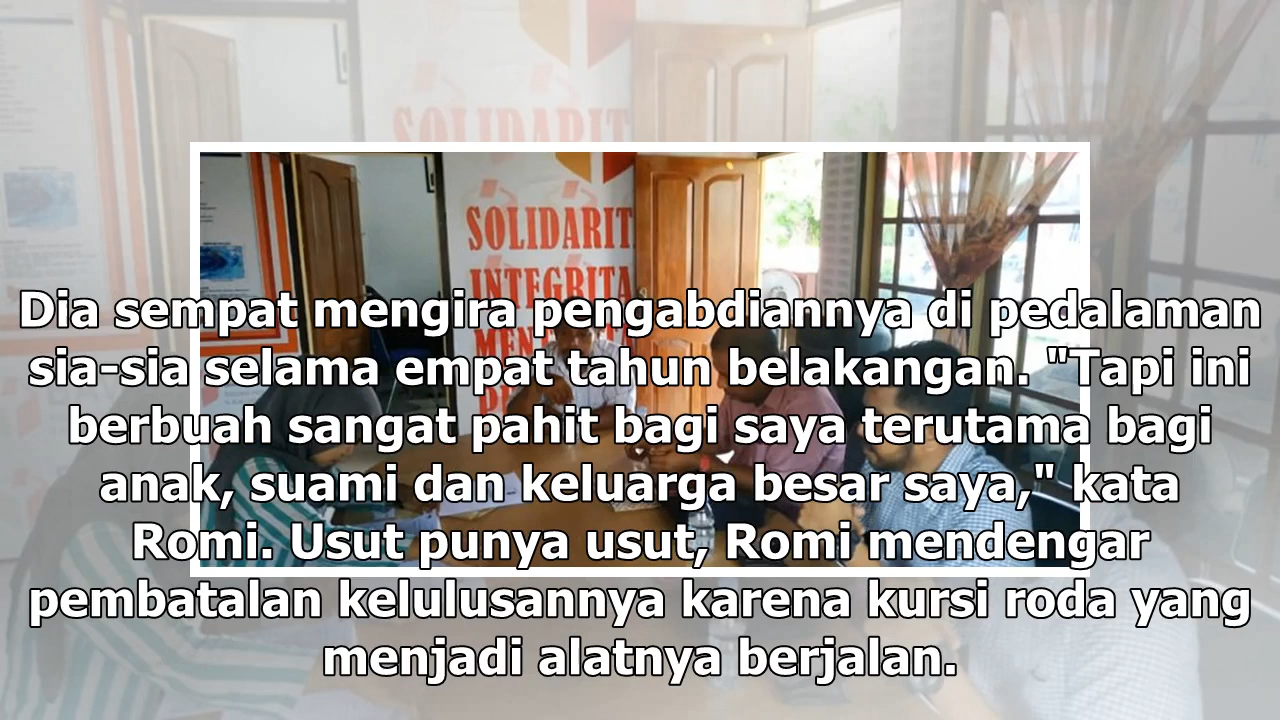 SOLIDARIT
SOLIDARIT
INTEGRITA
Dia sempat mengira pengabdiannya di pedalaman
sia-sia selama empat tahun belakangan. "Tapi ini
berbuah sangat pahit bagi saya terutama bagi
anak, suami dan keluarga besar saya," kata
Romi. Usut punya usut, Romi mendengar
pembatalan kelulusannya karena kursi roda yang
menjadi alatnya berjalan.